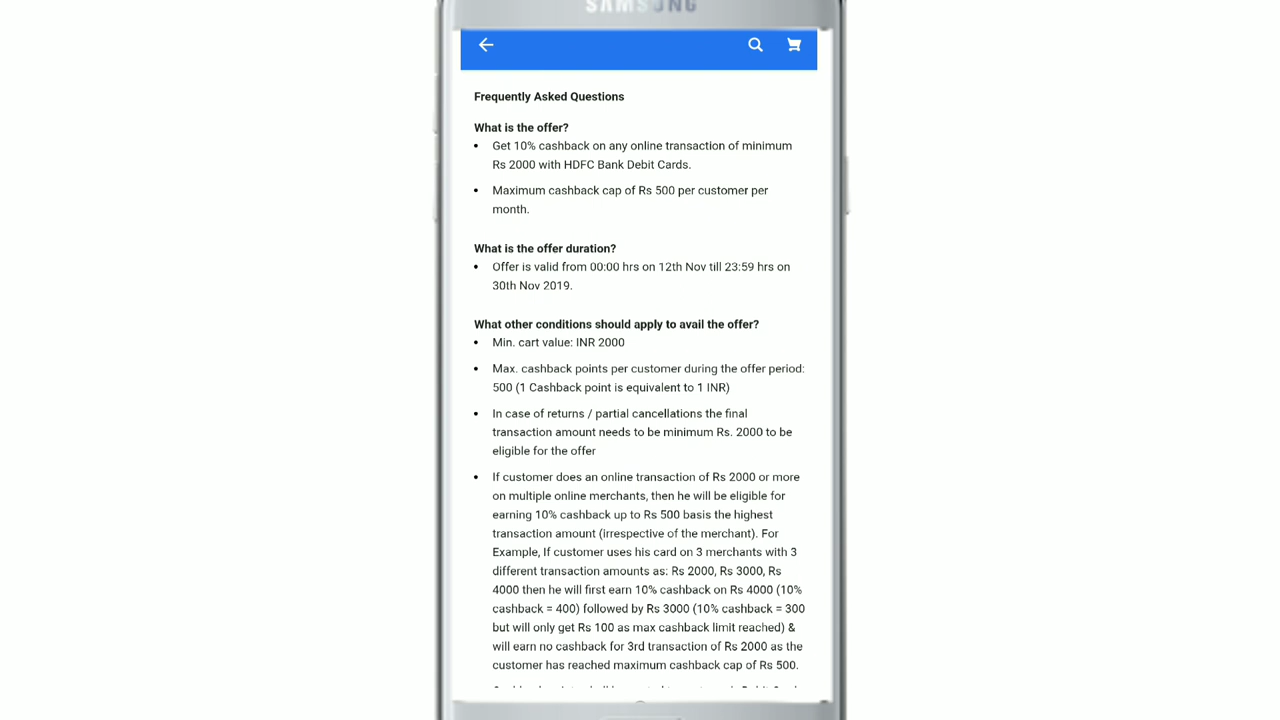 SAMSUNG
Frequently Asked Questions
What is the offer?
• Get 10% cashback on any online transaction of minimum
Rs 2000 with HDFC Bank Debit Cards.
• Maximum cashback cap of Rs 500 per customer per
month.
What is the offer duration?
• Offer is valid from 00:00 hrs on 12th Nov till 23:59 hrs on
30th Nov 2019.
What other conditions should apply to avail the offer?
• Min. cart value: INR 2000
• Max. cashback points per customer during the offer period:
500 (1 Cashback point is equivalent to 1 INR)
• In case of returns / partial cancellations the final
transaction amount needs to be minimum Rs. 2000 to be
eligible for the offer
• If customer does an online transaction of Rs 2000 or more
on multiple online merchants, then he will be eligible for
earning 10% cashback up to Rs 500 basis the highest
transaction amount (irrespective of the merchant). For
Example, If customer uses his card on 3 merchants with 3
different transaction amounts as: Rs 2000, Rs 3000, Rs
4000 then he will first earn 10% cashback on Rs 4000 (10%
cashback = 400) followed by Rs 3000 (10% cashback = 300
but will only get Rs 100 as max cashback limit reached) &
will earn no cashback for 3rd transaction of Rs 2000 as the
customer has reached maximum cashback cap of Rs 500.